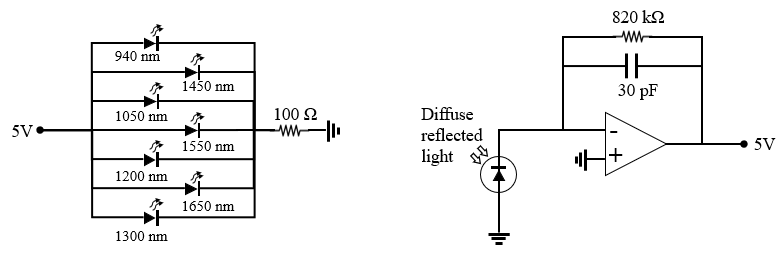 940 nm
1450 nm
1050 nm
5V
1550 nm
1200 nm
1650 nm
1300 nm
100 Ω
820 kΩ
30 pF
Diffuse
reflected
light
-
+
5V